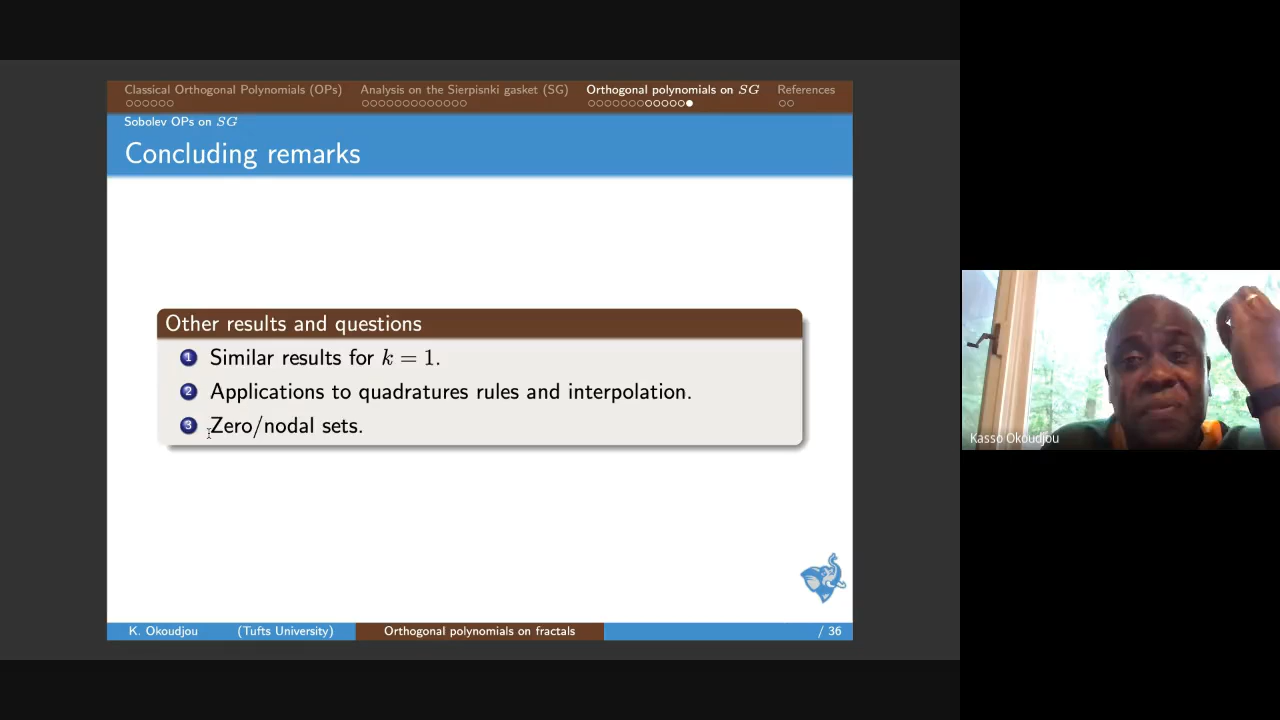 Classical Orthogonal Polynomials (OPs) Analysis on the Sierpisnki gasket (SG) Orthogonal polynomials on SG References
Sobolev OPs on SG
Concluding remarks
Other results and questions
1 Similar results for k = 1.
2 Applications to quadratures rules and interpolation.
3 Zero/nodal sets.
Kasso Okoudjou
K. Okoudjou (Tufts University) Orthogonal polynomials on fractals / 36